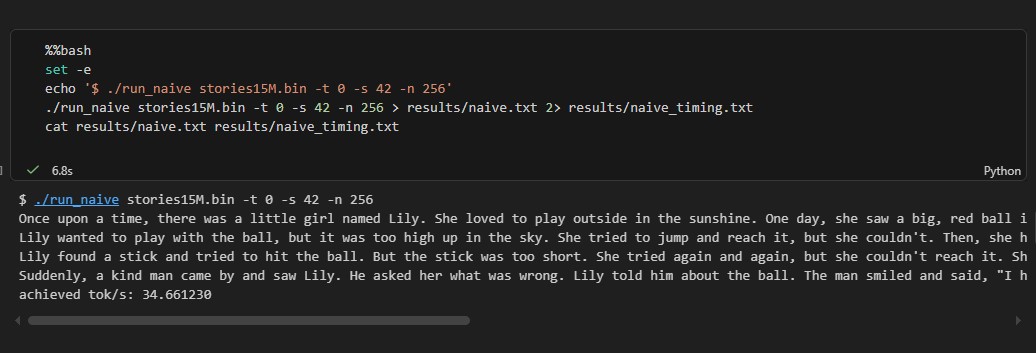 %%bash
set -e
echo '$ ./run_naive stories15M.bin -t 0 -s 42 -n 256'
./run_naive stories15M.bin -t 0 -s 42 -n 256 > results/naive.txt 2> results/naive_timing.txt
cat results/naive.txt results/naive_timing.txt
] ✓ 6.8s Python
$ ./run_naive stories15M.bin -t 0 -s 42 -n 256
Once upon a time, there was a little girl named Lily. She loved to play outside in the sunshine. One day, she saw a big, red ball i
Lily wanted to play with the ball, but it was too high up in the sky. She tried to jump and reach it, but she couldn't. Then, she h
Lily found a stick and tried to hit the ball. But the stick was too short. She tried again and again, but she couldn't reach it. Sh
Suddenly, a kind man came by and saw Lily. He asked her what was wrong. Lily told him about the ball. The man smiled and said, "I h
achieved tok/s: 34.661230